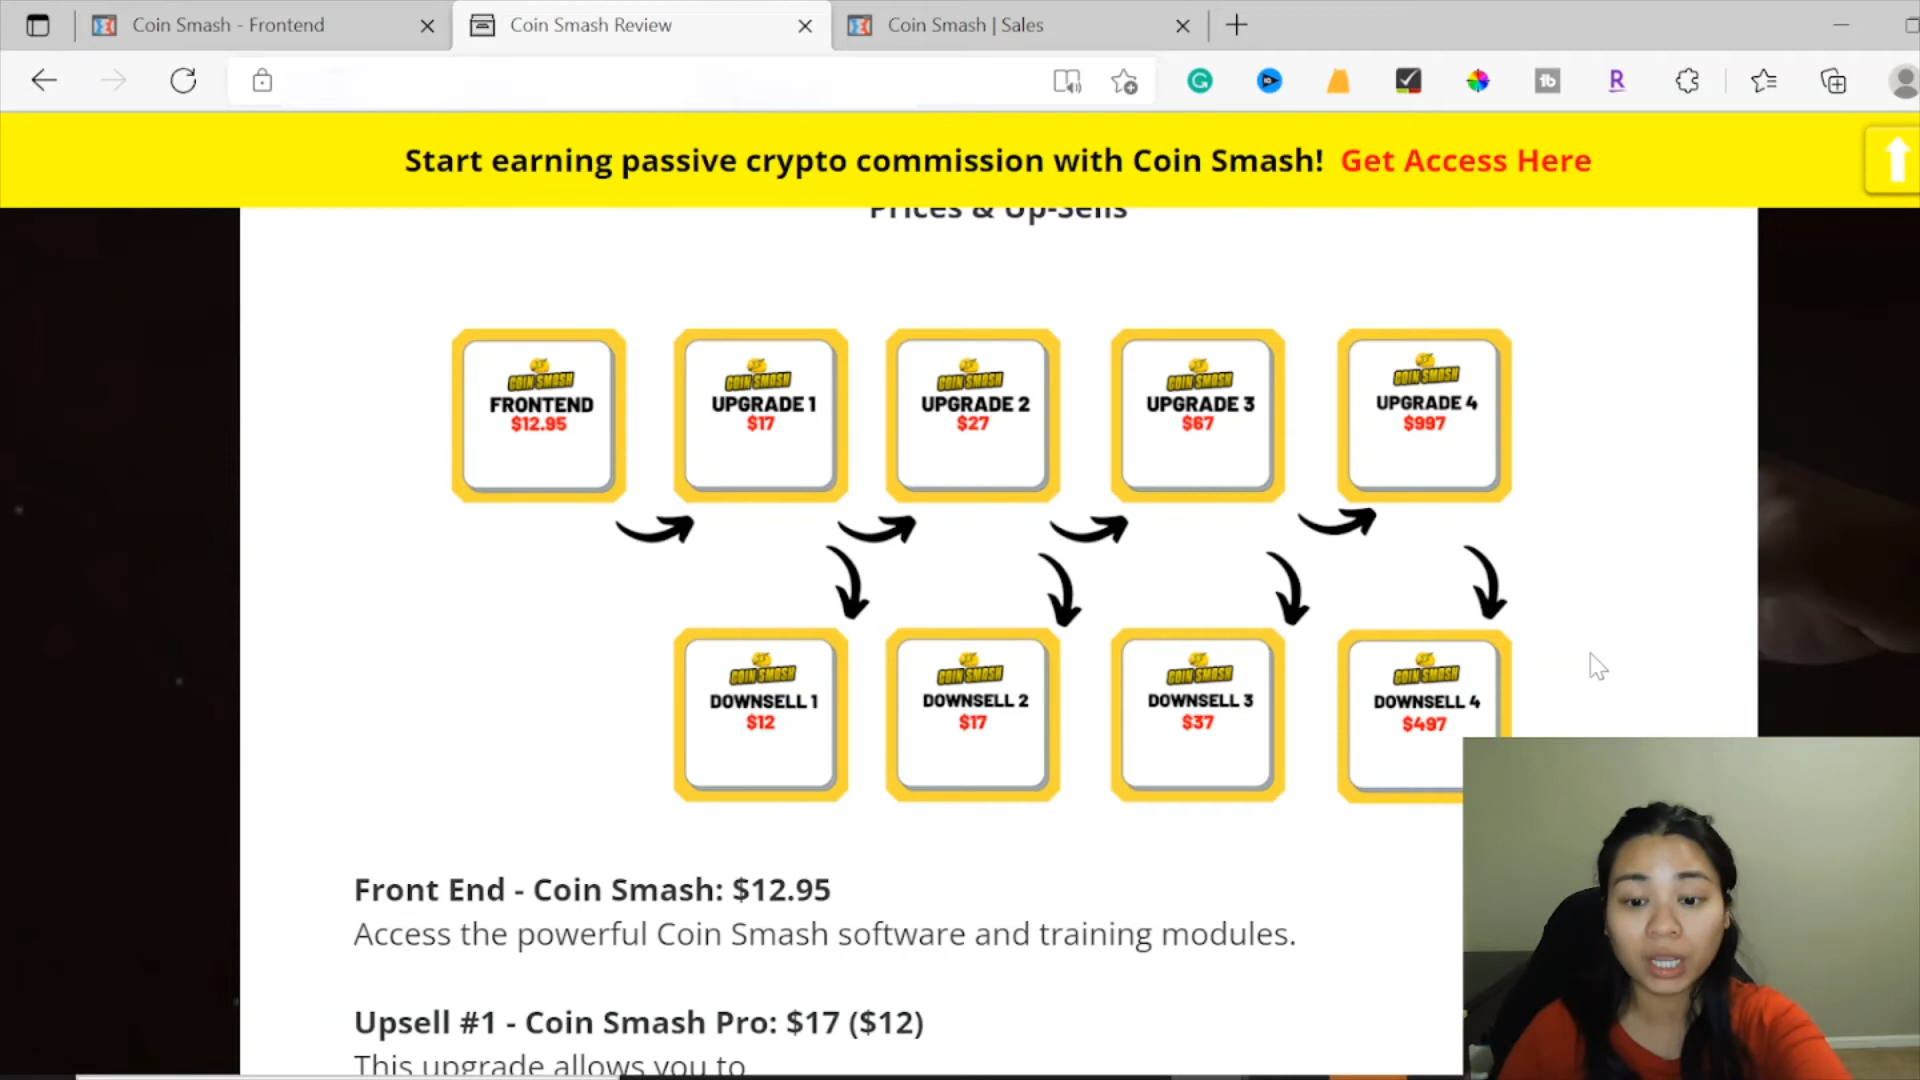 Coin Smash - Frontend
Coin Smash Review
Coin Smash | Sales
Start earning passive crypto commission with Coin Smash! Get Access Here
Prices & Up-Sells
COIN SMASH
FRONTEND
$12.95
COIN SMASH
UPGRADE 1
$17
COIN SMASH
UPGRADE 2
$27
COIN SMASH
UPGRADE 3
$67
COIN SMASH
UPGRADE 4
$997
COIN SMASH
DOWNSELL 1
$12
COIN SMASH
DOWNSELL 2
$17
COIN SMASH
DOWNSELL 3
$37
COIN SMASH
DOWNSELL 4
$497
Front End - Coin Smash: $12.95
Access the powerful Coin Smash software and training modules.
Upsell #1 - Coin Smash Pro: $17 ($12)
This upgrade allows you to